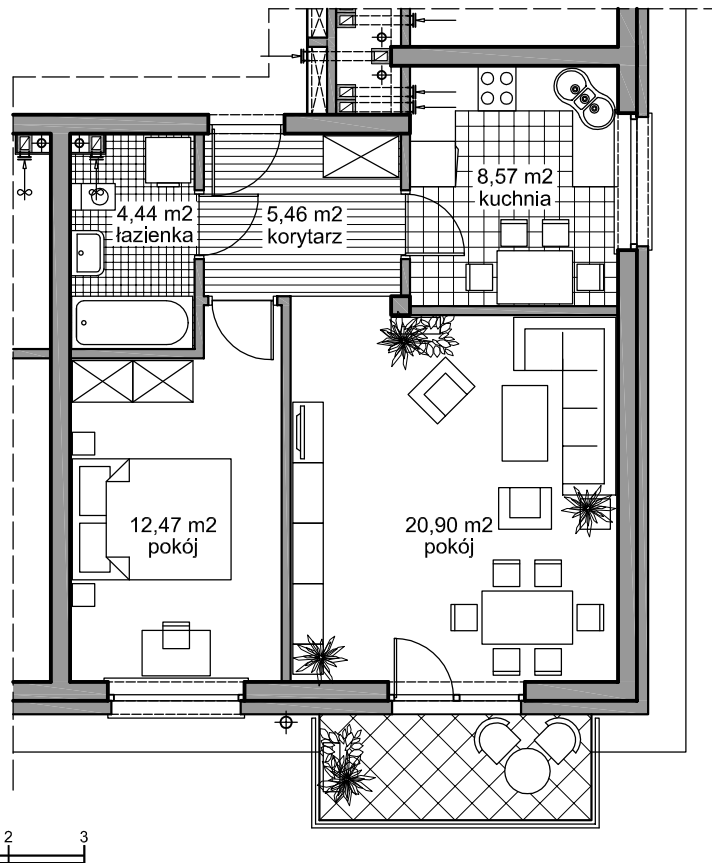 8,57 m2
kuchnia
4,44 m2
łazienka
5,46 m2
korytarz
12,47 m2
pokój
20,90 m2
pokój
2
3